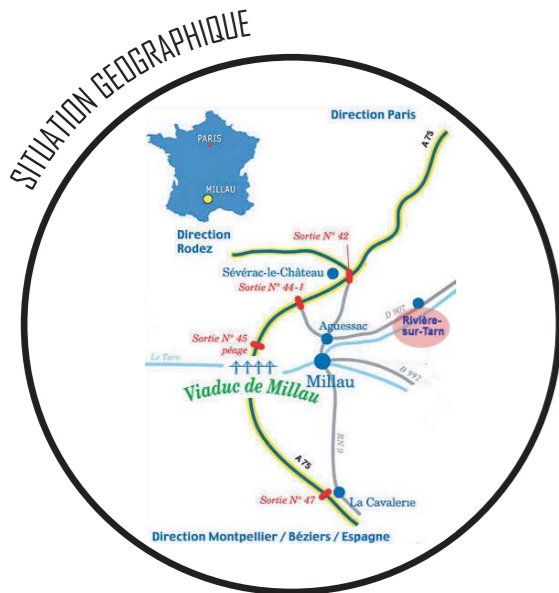 SITUATION GEOGRAPHIQUE
Direction Paris
A 75
PARIS
MILLAU
Direction
Rodez
Sortie N° 42
Sévérac-le-Château
Sortie N° 44-1
D 907
Rivière-
sur-Tarn
Aguessac
Sortie N° 45
péage
Le Tarn
Millau
D 992
Viaduc de Millau
RN 9
A 75
Sortie N° 47
La Cavalerie
Direction Montpellier / Béziers / Espagne